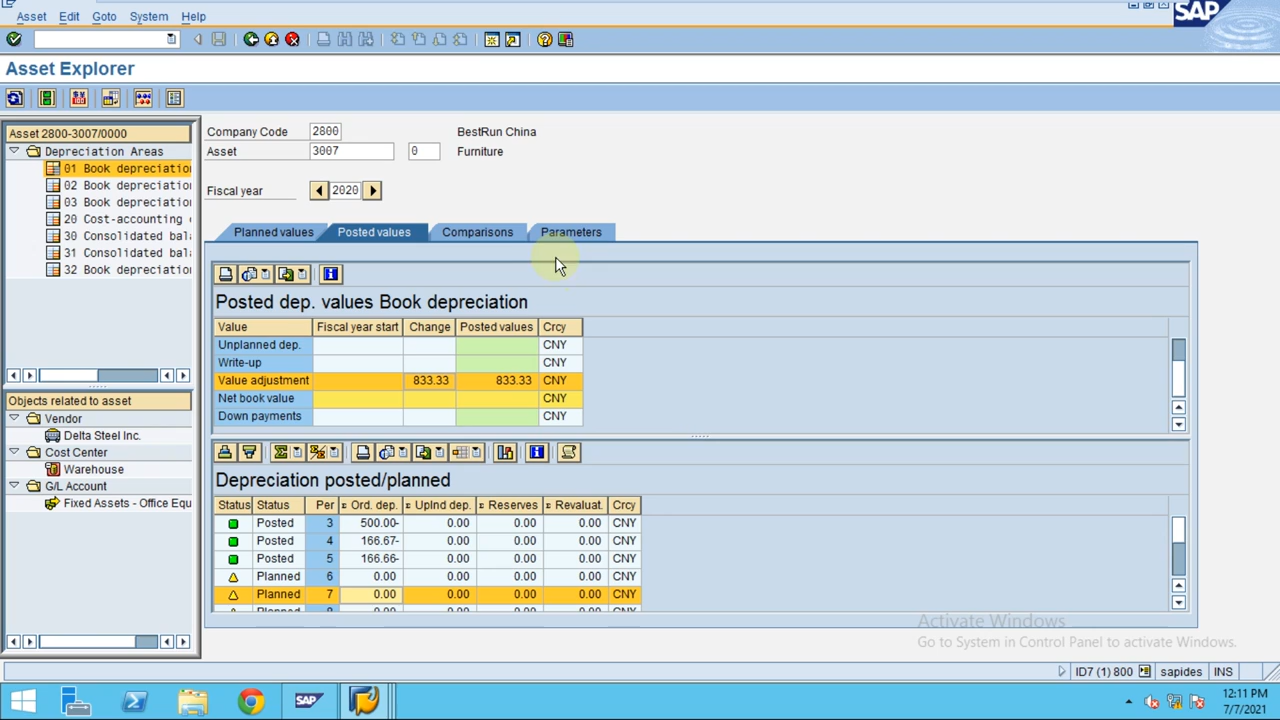 Asset Edit Goto System Help
SAP
Asset Explorer
Asset 2800-3007/0000
Depreciation Areas
01 Book depreciation
02 Book depreciation
03 Book depreciation
20 Cost-accounting
30 Consolidated bal
31 Consolidated bal
32 Book depreciation
Objects related to asset
Vendor
Delta Steel Inc.
Cost Center
Warehouse
G/L Account
Fixed Assets - Office Equ
Company Code 2800 BestRun China
Asset 3007 0 Furniture
Fiscal year 2020
Planned values Posted values Comparisons Parameters
Posted dep. values Book depreciation
Value Fiscal year start Change Posted values Crcy
Unplanned dep. CNY
Write-up CNY
Value adjustment 833.33 833.33 CNY
Net book value CNY
Down payments CNY
Depreciation posted/planned
Status Status Per Σ Ord. dep. Σ Uplnd dep. Σ Reserves Σ Revaluat. Crcy
Posted 3 500.00- 0.00 0.00 0.00 CNY
Posted 4 166.67- 0.00 0.00 0.00 CNY
Posted 5 166.66- 0.00 0.00 0.00 CNY
Planned 6 0.00 0.00 0.00 0.00 CNY
Planned 7 0.00 0.00 0.00 0.00 CNY
Activate Windows
Go to System in Control Panel to activate Windows.
ID7 (1) 800 sapides INS
SAP
12:11 PM
7/7/2021